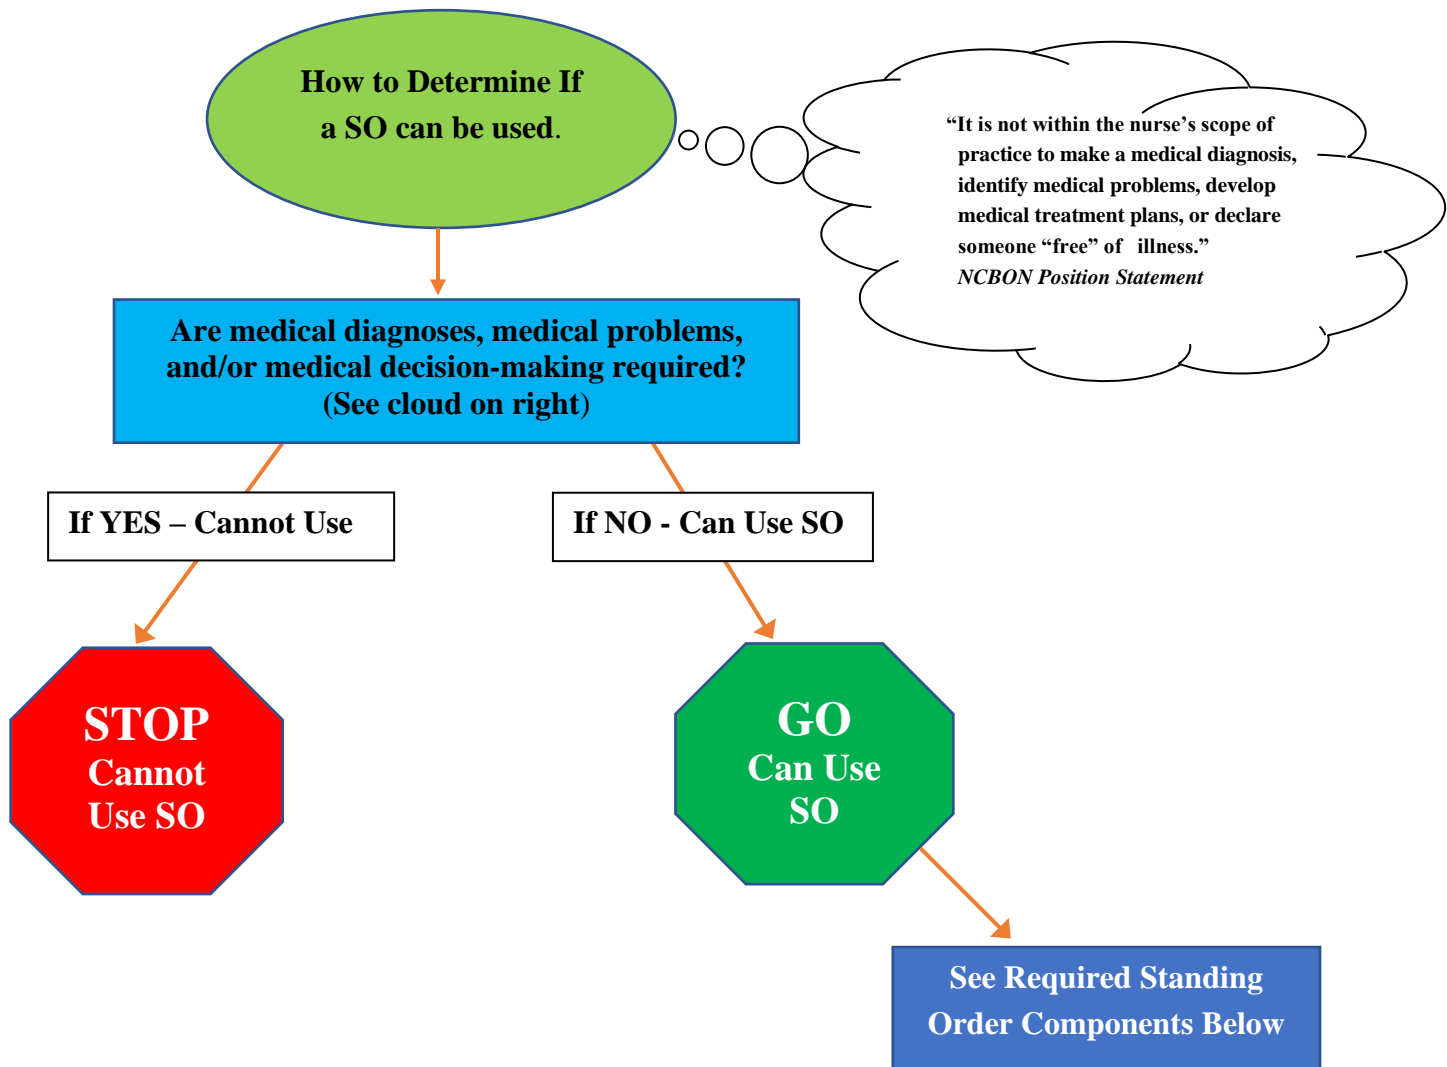 How to Determine If
a SO can be used.
“It is not within the nurse’s scope of
practice to make a medical diagnosis,
identify medical problems, develop
medical treatment plans, or declare
someone “free” of illness.”
NCBON Position Statement
Are medical diagnoses, medical problems,
and/or medical decision-making required?
(See cloud on right)
If YES – Cannot Use
If NO - Can Use SO
STOP
Cannot
Use SO
GO
Can Use
SO
See Required Standing
Order Components Below